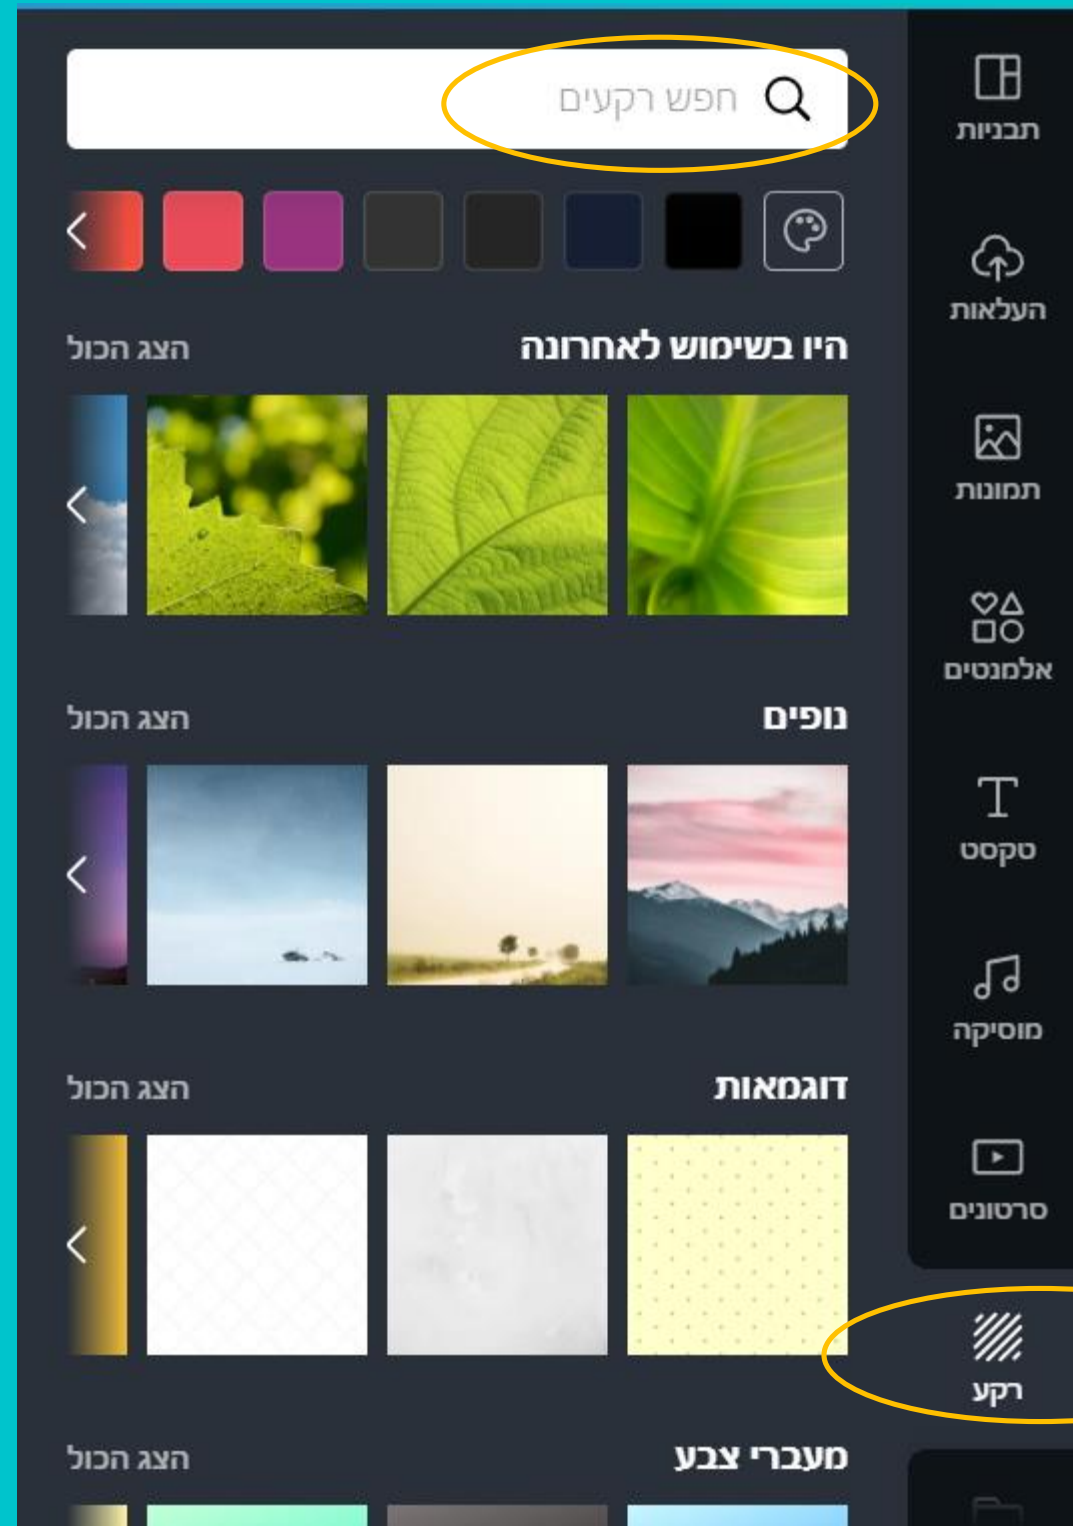 חפש רקעים
היו בשימוש לאחרונה הצג הכול
נופים הצג הכול
דוגמאות הצג הכול
מעברי צבע הצג הכול
תבניות
העלאות
תמונות
אלמנטים
טקסט
מוסיקה
סרטונים
רקע